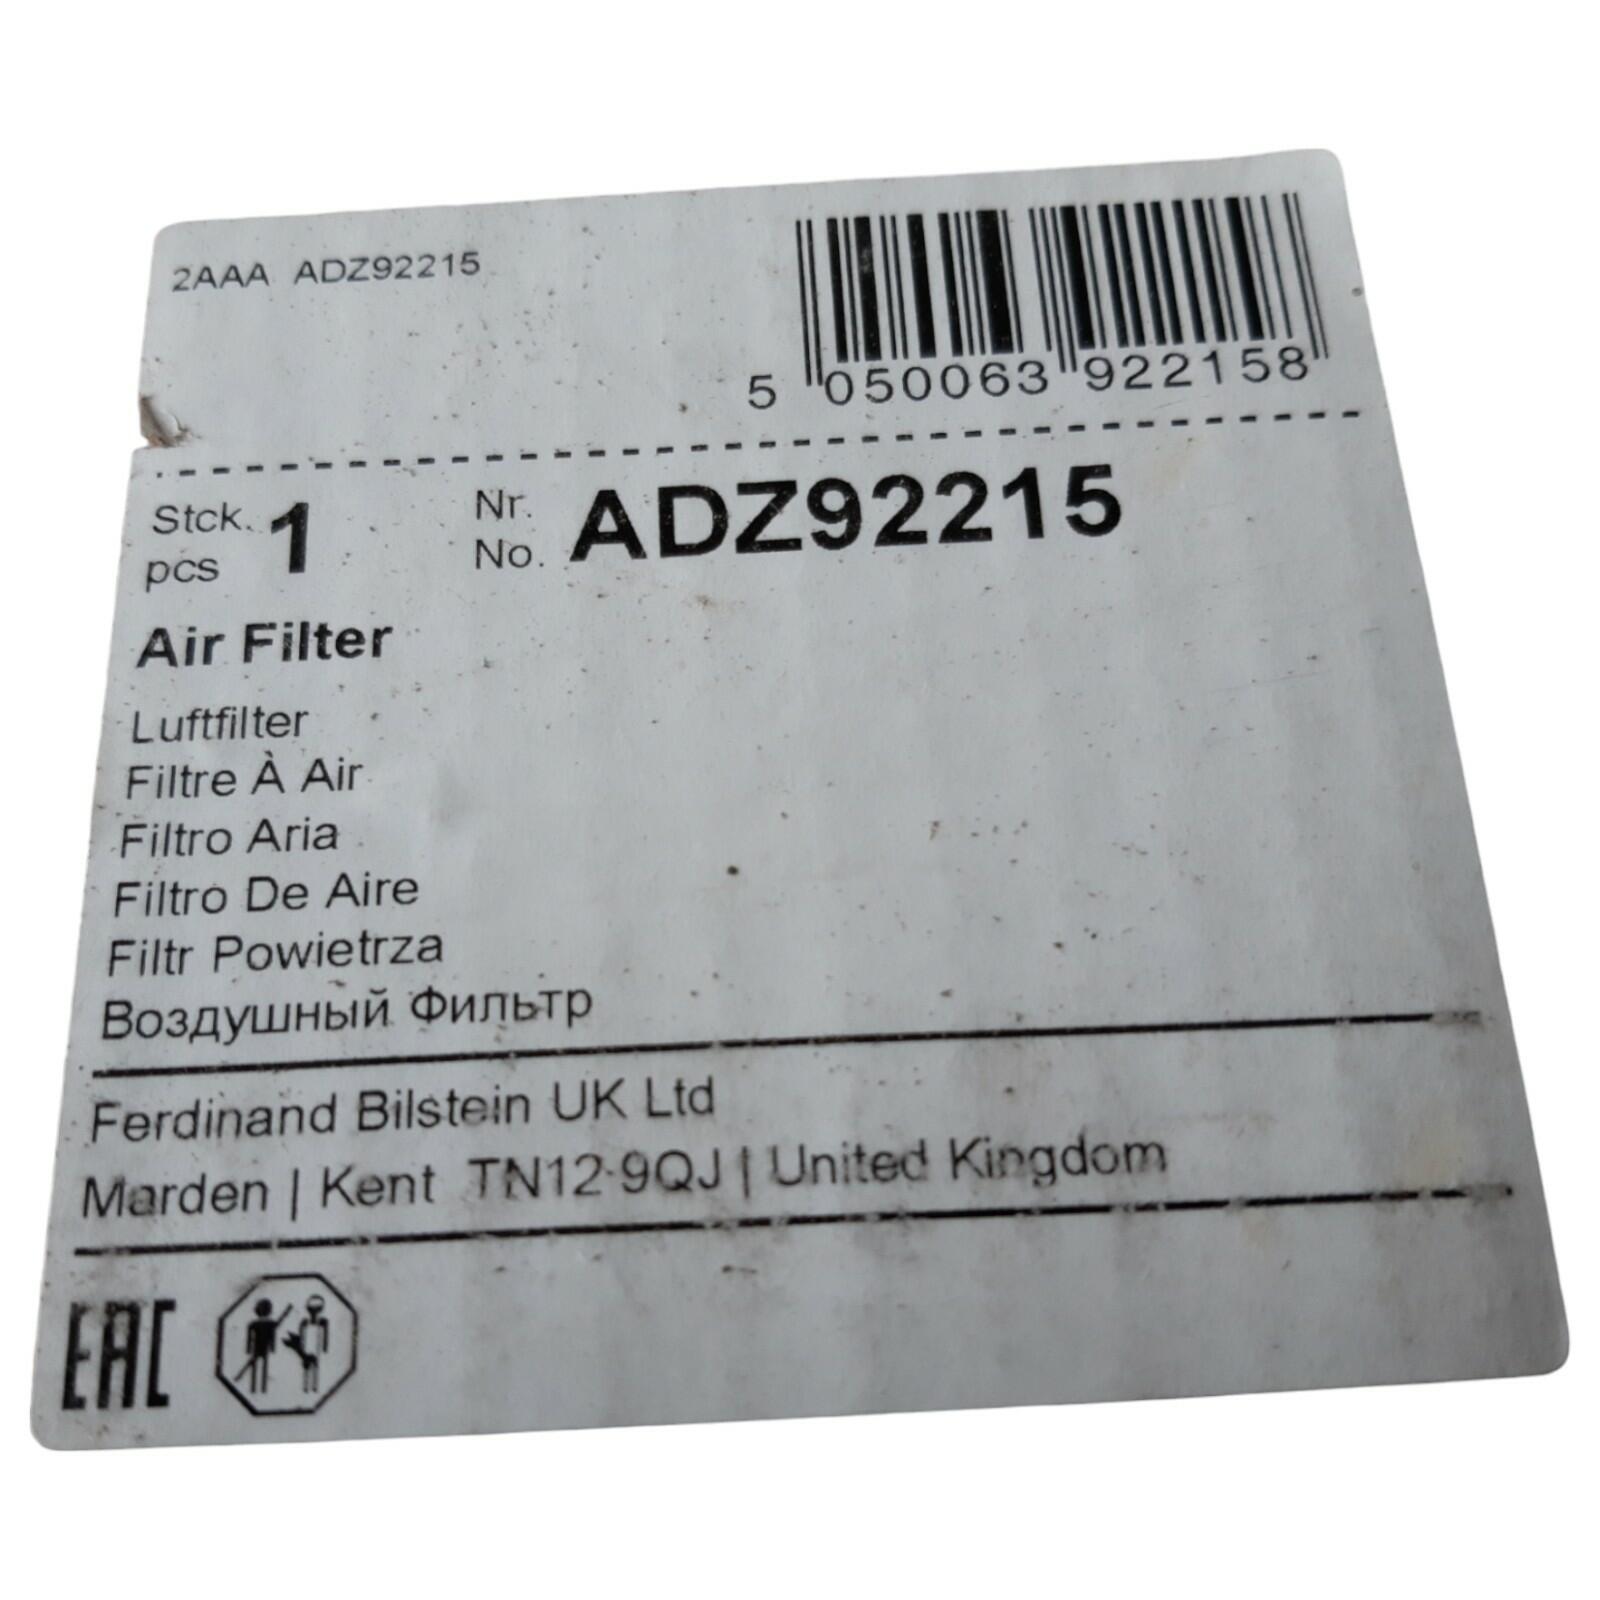 2AAA ADZ92215
5 050063 922158
Stck. pcs 1 Nr. No. ADZ92215
Air Filter
Luftfilter
Filtre À Air
Filtro Aria
Filtro De Aire
Filtr Powietrza
Воздушный Фильтр
Ferdinand Bilstein UK Ltd
Marden | Kent TN12 9QJ | United Kingdom
EAC